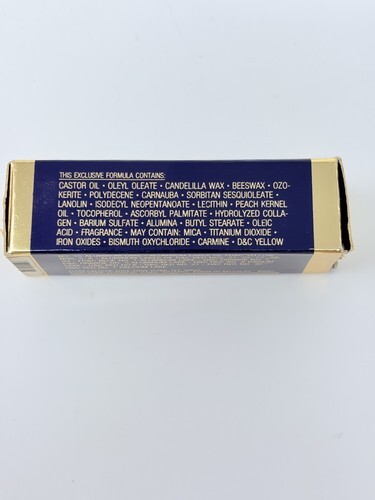 THIS EXCLUSIVE FORMULA CONTAINS:
CASTOR OIL • OLEYL OLEATE • CANDELILLA WAX • BEESWAX • OZO-
KERITE • POLYDECENE • CARNAUBA • SORBITAN SESQUIOLEATE •
LANOLIN • ISODECYL NEOPENTANOATE • LECITHIN • PEACH KERNEL
OIL • TOCOPHEROL • ASCORBYL PALMITATE • HYDROLYZED COLLA-
GEN • BARIUM SULFATE • ALUMINA • BUTYL STEARATE • OLEIC
ACID • FRAGRANCE • MAY CONTAIN: MICA • TITANIUM DIOXIDE •
IRON OXIDES • BISMUTH OXYCHLORIDE • CARMINE • D&C YELLOW